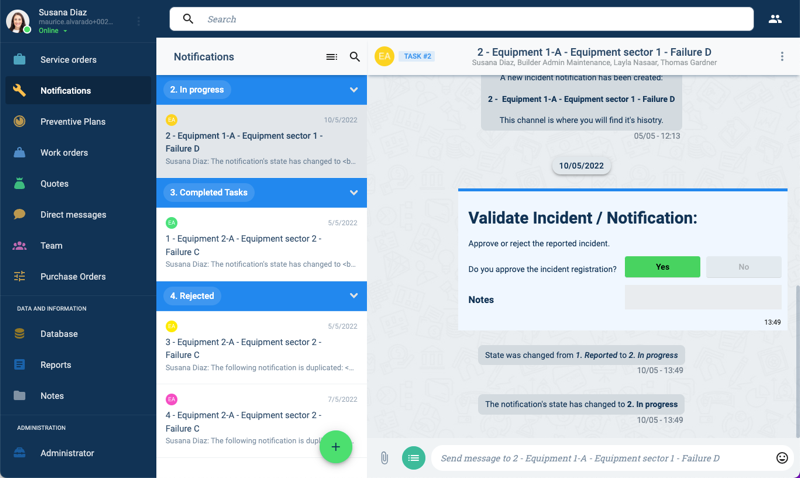 Susana Diaz
maurice.alvarado+002...
Online
Search
Service orders
Notifications
Preventive Plans
Work orders
Quotes
Direct messages
Team
Purchase Orders
DATA AND INFORMATION
Database
Reports
Notes
ADMINISTRATION
Administrator
Notifications
2. In progress
EA
10/5/2022
2 - Equipment 1-A - Equipment sector 1 -
Failure D
Susana Diaz: The notification's state has changed to <b...
3. Completed Tasks
EA
5/5/2022
1 - Equipment 2-A - Equipment sector 2 -
Failure C
Susana Diaz: The notification's state has changed to <b...
4. Rejected
EA
5/5/2022
3 - Equipment 2-A - Equipment sector 2 -
Failure C
Susana Diaz: The following notification is duplicated: <...
EA
7/5/2022
4 - Equipment 2-A - Equipment sector 2 -
Failure C
Susana Diaz: The following notification is dupli
+
EA
TASK #2
2 - Equipment 1-A - Equipment sector 1 - Failure D
Susana Diaz, Builder Admin Maintenance, Layla Nasaar, Thomas Gardner
A new incident notification has been created:
2 - Equipment 1-A - Equipment sector 1 - Failure D
This channel is where you will find it's hisotry.
05/05 - 12:13
10/05/2022
Validate Incident / Notification:
Approve or reject the reported incident.
Do you approve the incident registration?
Yes
No
Notes
13:49
State was changed from 1. Reported to 2. In progress
10/05 - 13:49
The notification's state has changed to 2. In progress
10/05 - 13:49
Send message to 2 - Equipment 1-A - Equipment sector 1 - Failure D